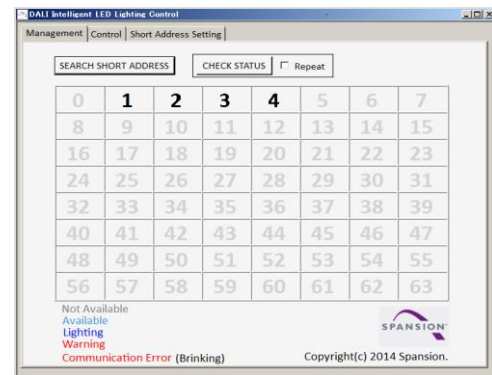 DALI Intelligent LED Lighting Control
Management Control Short Address Setting
SEARCH SHORT ADDRESS CHECK STATUS Repeat
0 1 2 3 4 5 6 7
8 9 10 11 12 13 14 15
16 17 18 19 20 21 22 23
24 25 26 27 28 29 30 31
32 33 34 35 36 37 38 39
40 41 42 43 44 45 46 47
48 49 50 51 52 53 54 55
56 57 58 59 60 61 62 63
Not Available
Available
Lighting
Warning
Communication Error (Brinking)
SPANSION
Copyright(c) 2014 Spansion.